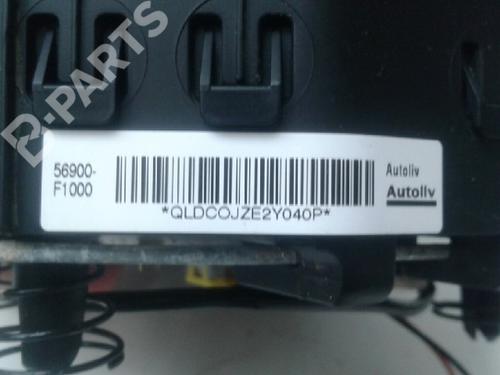 B-PARTS
56900-
F1000
*QLDCOJZE2Y040P*
Autoliv
Autoliv